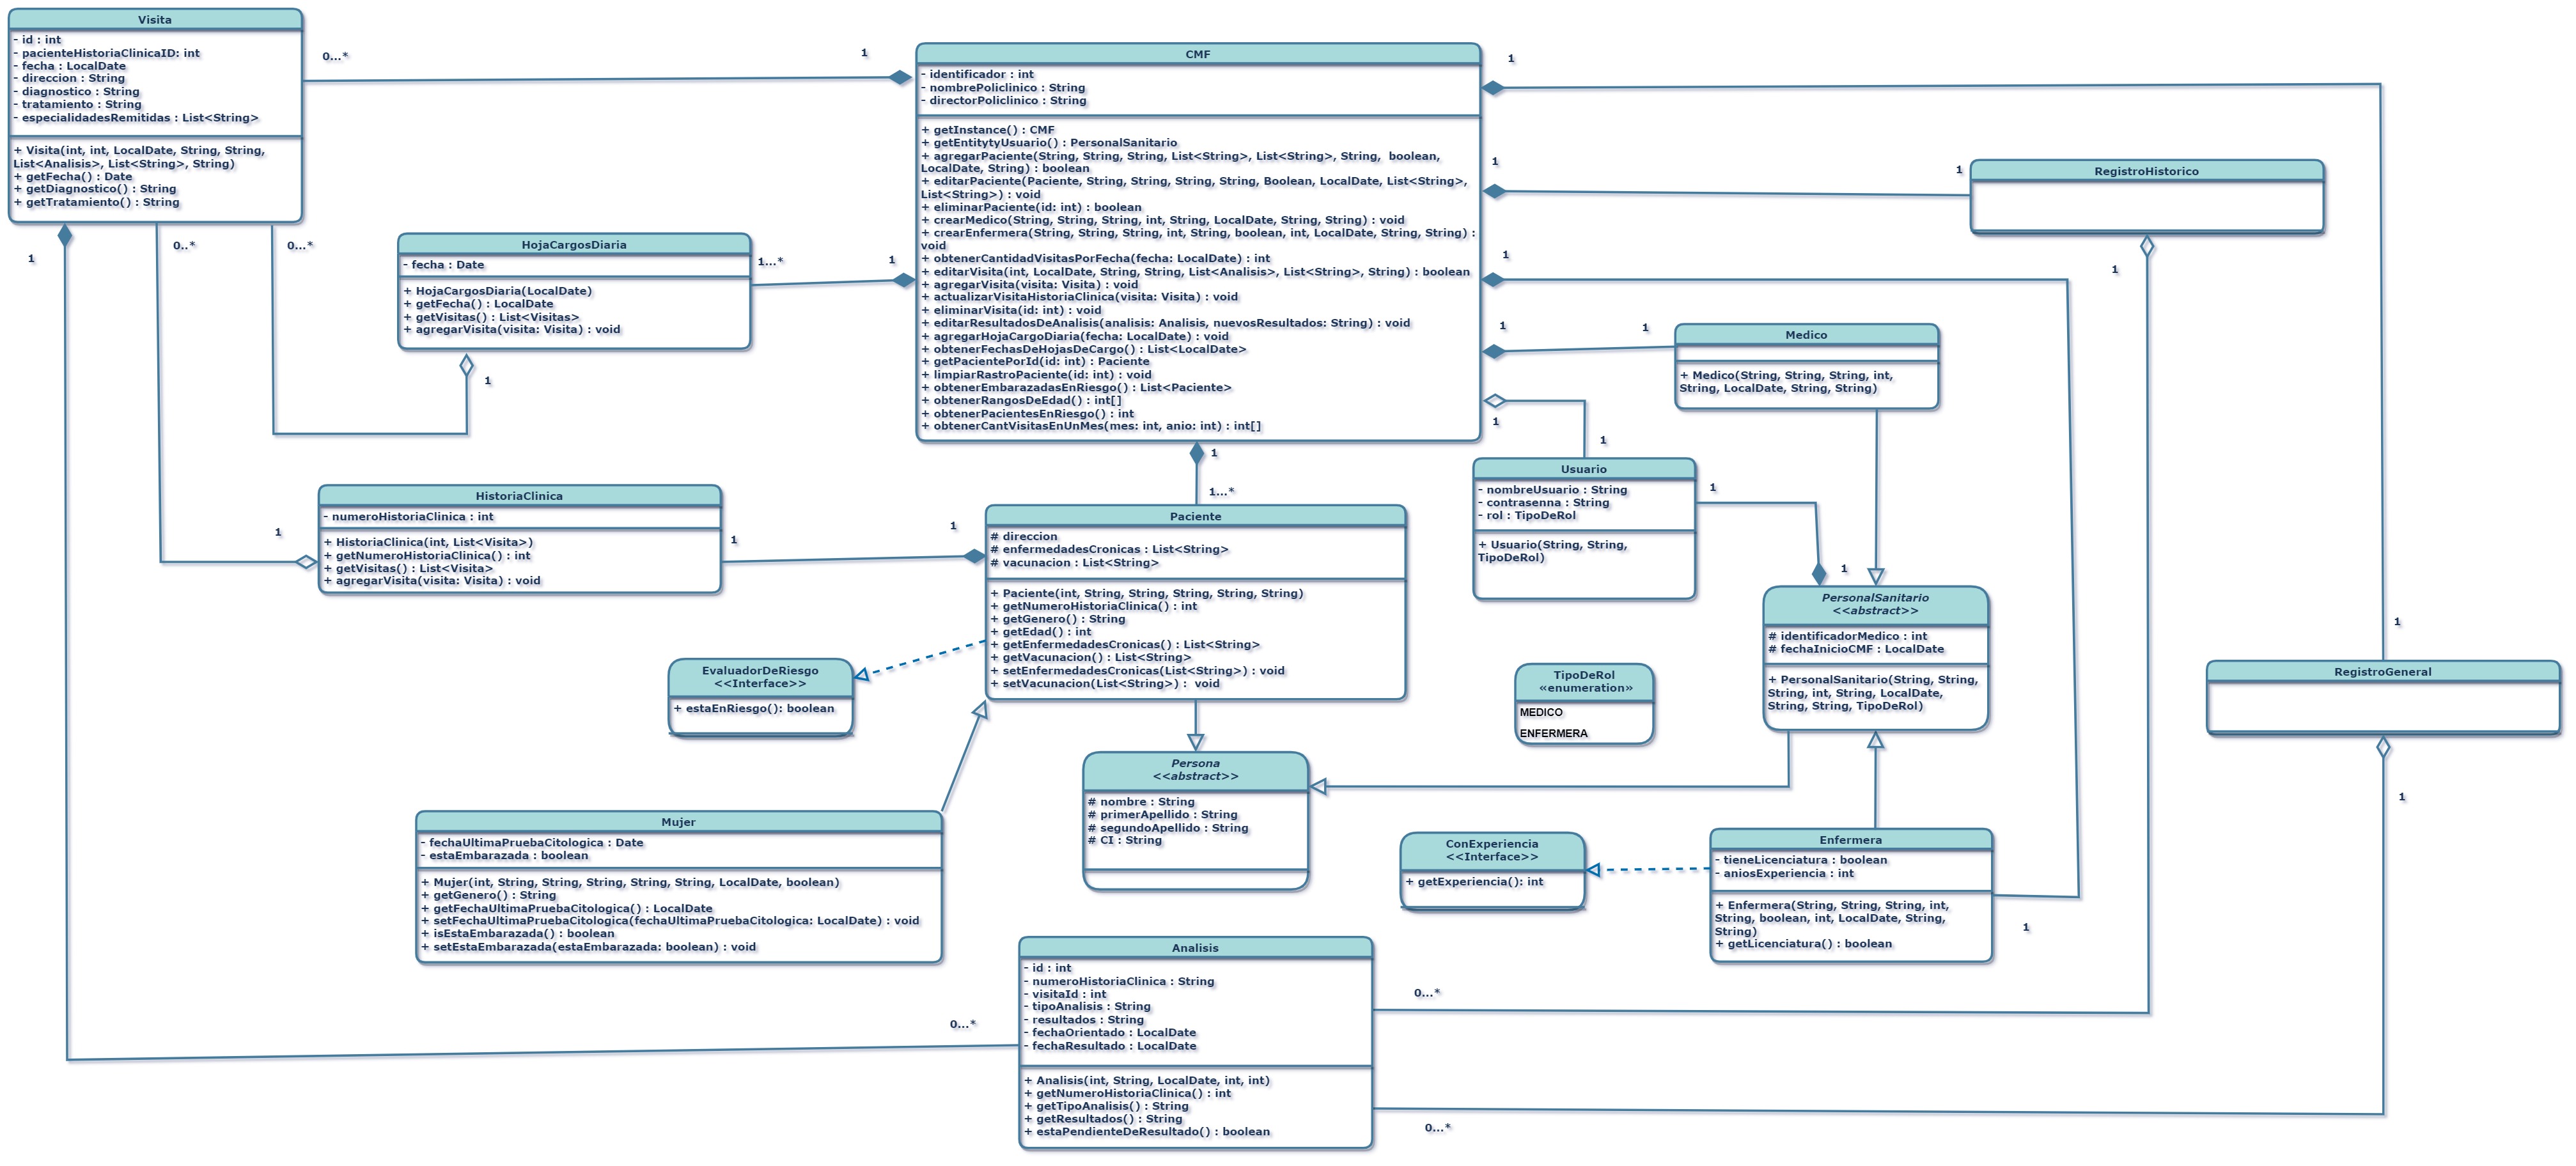 Visita
- id : int
- pacienteHistoriaClinicaID: int
- fecha : LocalDate
- direccion : String
- diagnostico : String
- tratamiento : String
- especialidadesRemitidas : List<String>
+ Visita(int, int, LocalDate, String, String,
List<Analisis>, List<String>, String)
+ getFecha() : Date
+ getDiagnostico() : String
+ getTratamiento() : String
0...*
1
CMF
- identificador : int
- nombrePoliclinico : String
- directorPoliclinico : String
+ getInstance() : CMF
+ getEntitytyUsuario() : PersonalSanitario
+ agregarPaciente(String, String, String, List<String>, List<String>, String,  boolean,
LocalDate, String) : boolean
+ editarPaciente(Paciente, String, String, String, String, Boolean, LocalDate, List<String>,
List<String>) : void
+ eliminarPaciente(id: int) : boolean
+ crearMedico(String, String, String, int, String, LocalDate, String, String) : void
+ crearEnfermera(String, String, String, int, String, boolean, int, LocalDate, String, String) :
void
+ obtenerCantidadVisitasPorFecha(fecha: LocalDate) : int
+ editarVisita(int, LocalDate, String, String, List<Analisis>, List<String>, String) : boolean
+ agregarVisita(visita: Visita) : void
+ actualizarVisitaHistoriaClinica(visita: Visita) : void
+ eliminarVisita(id: int) : void
+ editarResultadosDeAnalisis(analisis: Analisis, nuevosResultados: String) : void
+ agregarHojaCargoDiaria(fecha: LocalDate) : void
+ obtenerFechasDeHojasDeCargo() : List<LocalDate>
+ getPacientePorId(id: int) : Paciente
+ limpiarRastroPaciente(id: int) : void
+ obtenerEmbarazadasEnRiesgo() : List<Paciente>
+ obtenerRangosDeEdad() : int[]
+ obtenerPacientesEnRiesgo() : int
+ obtenerCantVisitasEnUnMes(mes: int, anio: int) : int[]
1
1
1
RegistroHistorico
1
1
0..*
0...*
1
HojaCargosDiaria
- fecha : Date
+ HojaCargosDiaria(LocalDate)
+ getFecha() : LocalDate
+ getVisitas() : List<Visitas>
+ agregarVisita(visita: Visita) : void
1...*
1
1
1
1
Medico
+ Medico(String, String, String, int,
String, LocalDate, String, String)
1
1
Usuario
- nombreUsuario : String
- contrasenna : String
- rol : TipoDeRol
+ Usuario(String, String,
TipoDeRol)
1
1
1
1...*
HistoriaClinica
- numeroHistoriaClinica : int
+ HistoriaClinica(int, List<Visita>)
+ getNumeroHistoriaClinica() : int
+ getVisitas() : List<Visita>
+ agregarVisita(visita: Visita) : void
1
1
1
Paciente
# direccion
# enfermedadesCronicas : List<String>
# vacunacion : List<String>
+ Paciente(int, String, String, String, String, String)
+ getNumeroHistoriaClinica() : int
+ getGenero() : String
+ getEdad() : int
+ getEnfermedadesCronicas() : List<String>
+ getVacunacion() : List<String>
+ setEnfermedadesCronicas(List<String>) : void
+ setVacunacion(List<String>) :  void
PersonalSanitario
<<abstract>>
# identificadorMedico : int
# fechaInicioCMF : LocalDate
+ PersonalSanitario(String, String,
String, int, String, LocalDate,
String, String, TipoDeRol)
1
RegistroGeneral
1
EvaluadorDeRiesgo
<<Interface>>
+ estaEnRiesgo(): boolean
TipoDeRol
«enumeration»
MEDICO
ENFERMERA
Persona
<<abstract>>
# nombre : String
# primerApellido : String
# segundoApellido : String
# CI : String
Mujer
- fechaUltimaPruebaCitologica : Date
- estaEmbarazada : boolean
+ Mujer(int, String, String, String, String, String, LocalDate, boolean)
+ getGenero() : String
+ getFechaUltimaPruebaCitologica() : LocalDate
+ setFechaUltimaPruebaCitologica(fechaUltimaPruebaCitologica: LocalDate) : void
+ isEstaEmbarazada() : boolean
+ setEstaEmbarazada(estaEmbarazada: boolean) : void
ConExperiencia
<<Interface>>
+ getExperiencia(): int
Enfermera
- tieneLicenciatura : boolean
- aniosExperiencia : int
+ Enfermera(String, String, String, int,
String, boolean, int, LocalDate, String,
String)
+ getLicenciatura() : boolean
1
Analisis
- id : int
- numeroHistoriaClinica : String
- visitaId : int
- tipoAnalisis : String
- resultados : String
- fechaOrientado : LocalDate
- fechaResultado : LocalDate
+ Analisis(int, String, LocalDate, int, int)
+ getNumeroHistoriaClinica() : int
+ getTipoAnalisis() : String
+ getResultados() : String
+ estaPendienteDeResultado() : boolean
0...*
0...*
0...*